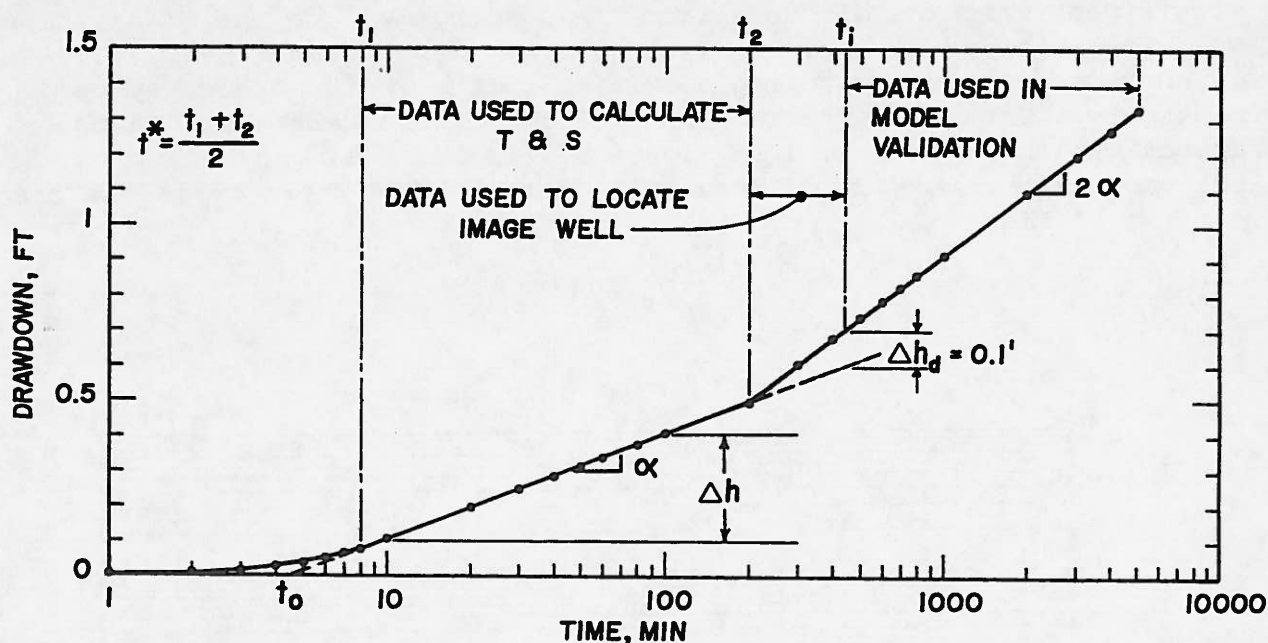 t₁ t₂ tᵢ
1.5
1
0.5
0
DRAWDOWN, FT
t* = t₁ + t₂
2
DATA USED TO CALCULATE
T & S
DATA USED TO LOCATE
IMAGE WELL
DATA USED IN
MODEL
VALIDATION
2 α
Δh_d = 0.1'
α
Δh
t₀
1 10 100 1000 10000
TIME, MIN